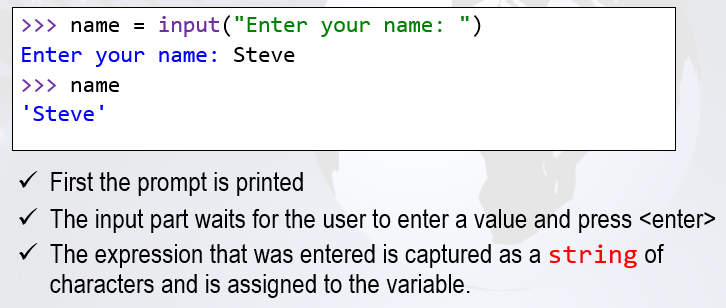 >>> name = input("Enter your name: ")
Enter your name: Steve
>>> name
'Steve'
✓ First the prompt is printed
✓ The input part waits for the user to enter a value and press <enter>
✓ The expression that was entered is captured as a string of
characters and is assigned to the variable.